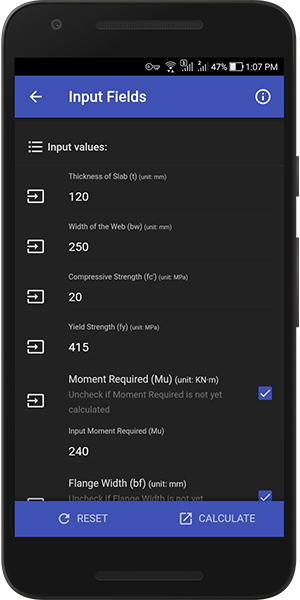 47% 1:07 PM
Input Fields
Input values:
Thickness of Slab (t) (unit: mm)
120
Width of the Web (bw) (unit: mm)
250
Compressive Strength (fc') (unit: MPa)
20
Yield Strength (fy) (unit: MPa)
415
Moment Required (Mu) (unit: KN·m)
Uncheck if Moment Required is not yet
calculated
Input Moment Required (Mu)
240
Flange Width (bf) (unit: mm)
Uncheck if Flange Width is not yet
RESET CALCULATE